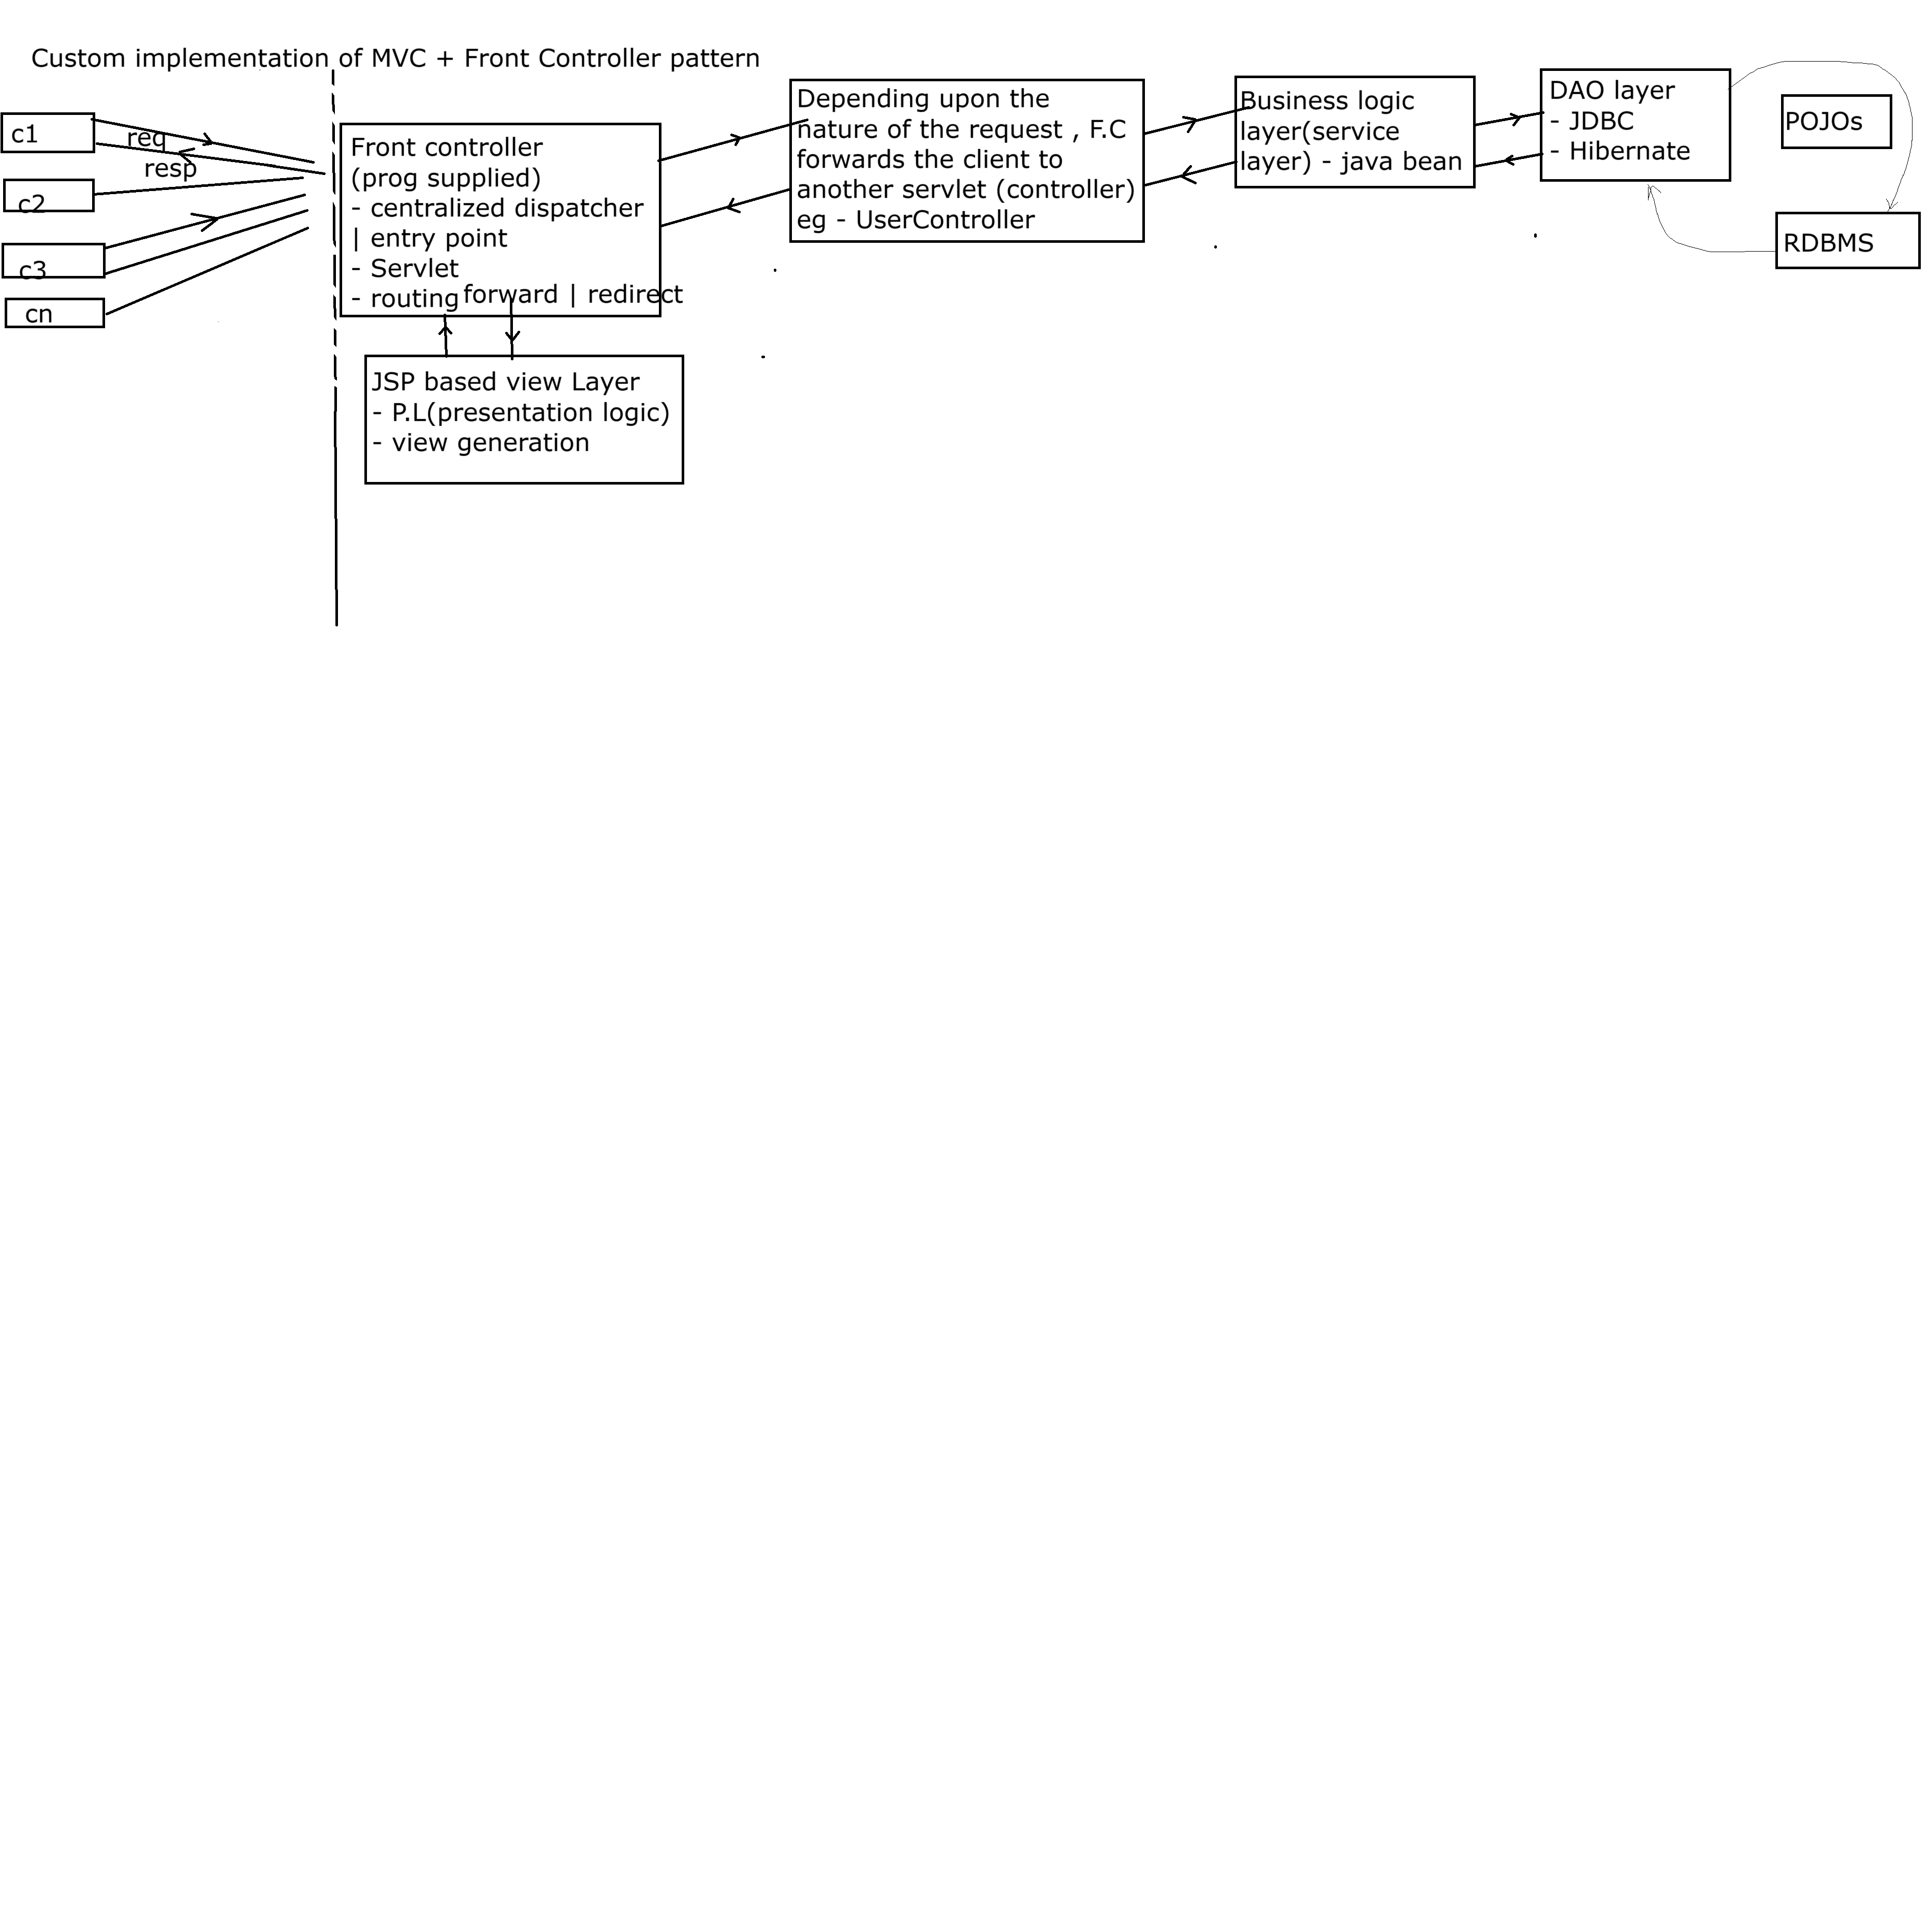 Custom implementation of MVC + Front Controller pattern
c1
req
resp
c2
c3
cn
Front controller
(prog supplied)
- centralized dispatcher
| entry point
- Servlet
- routing
forward | redirect
JSP based view Layer
- P.L(presentation logic)
- view generation
Depending upon the
nature of the request , F.C
forwards the client to
another servlet (controller)
eg - UserController
Business logic
layer(service
layer) - java bean
DAO layer
- JDBC
- Hibernate
POJOs
RDBMS